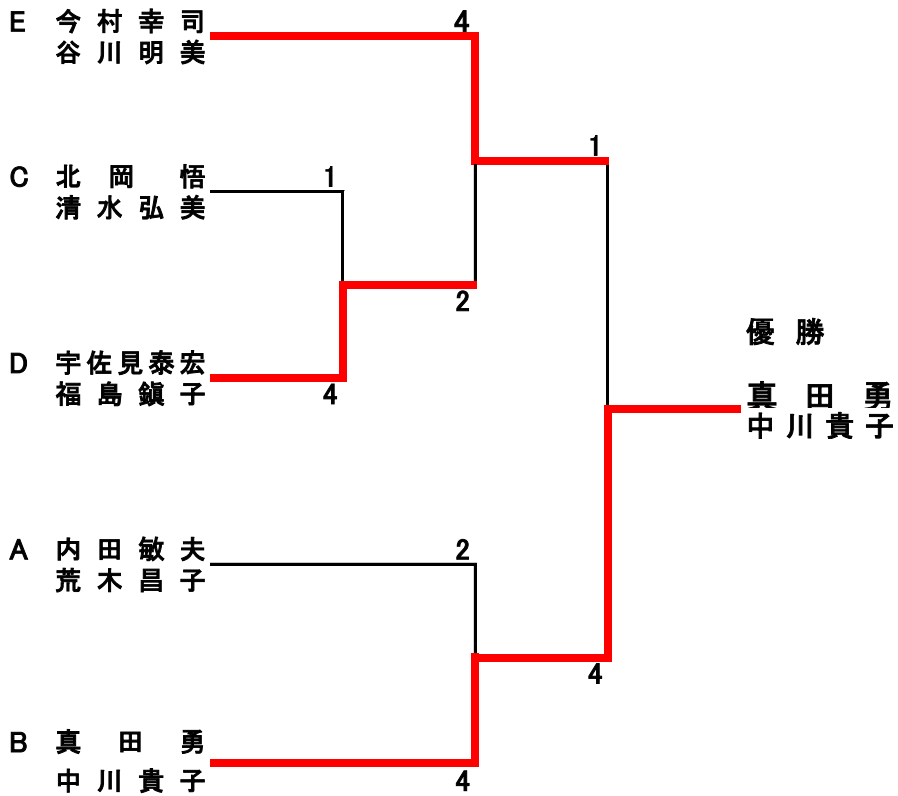 E 今村幸司 4
谷川明美
1
C 北岡悟 1
清水弘美
2
優勝
D 宇佐見泰宏
福島鎭子 4
真田勇
中川貴子
A 内田敏夫 2
荒木昌子
4
B 真田勇
中川貴子 4